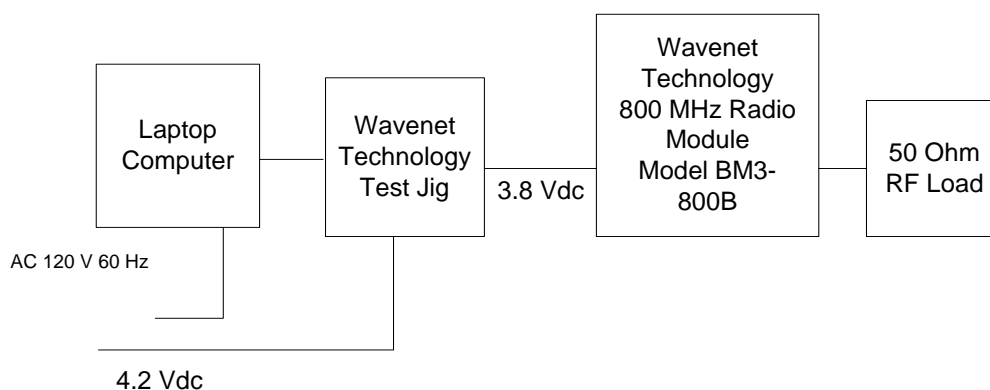 Laptop
Computer
Wavenet
Technology
Test Jig
3.8 Vdc
Wavenet
Technology
800 MHz Radio
Module
Model BM3-
800B
50 Ohm
RF Load
AC 120 V 60 Hz
4.2 Vdc